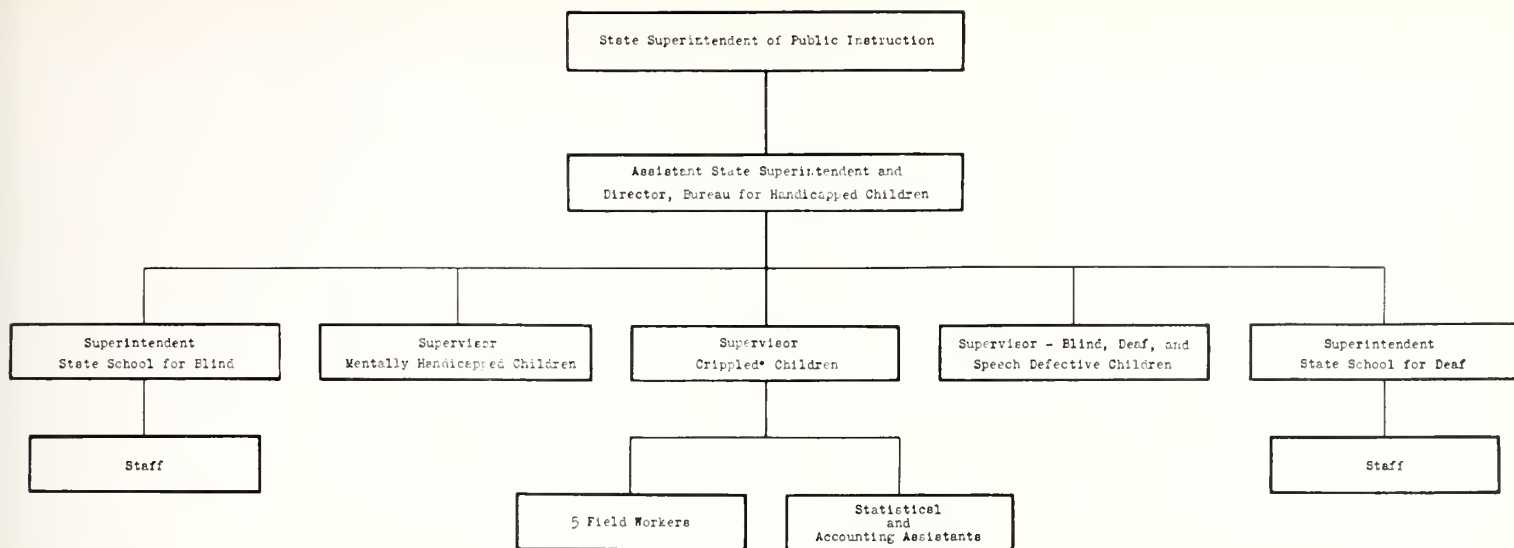 State Superintendent of Public Instruction
Assistant State Superintendent and
Director, Bureau for Handicapped Children
Superintendent
State School for Blind
Supervisor
Mentally Handicapped Children
Supervisor
Crippled* Children
Supervisor - Blind, Deaf, and
Speech Defective Children
Superintendent
State School for Deaf
Staff
5 Field Workers
Statistical
and
Accounting Assistants
Staff